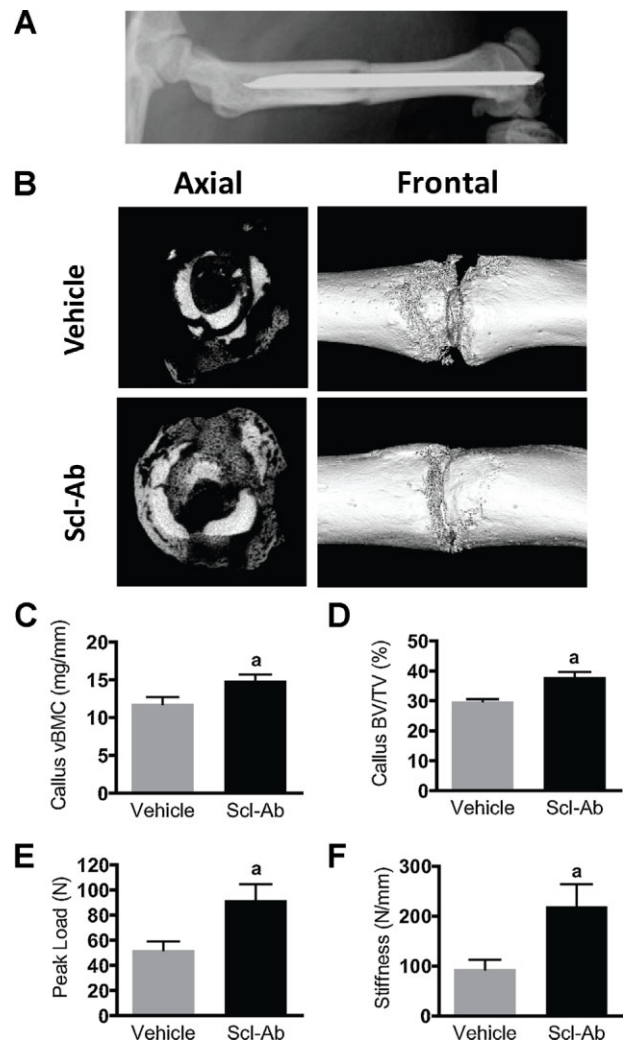 A
B
Axial
Frontal
Vehicle
Scl-Ab
C
Callus vBMC (mg/mm)
20
15
10
5
0
a
Vehicle
Scl-Ab
D
Callus BV/TV (%)
50
40
30
20
10
0
a
Vehicle
Scl-Ab
E
Peak Load (N)
120
100
80
60
40
20
0
a
Vehicle
Scl-Ab
F
Stiffness (N/mm)
300
200
100
0
a
Vehicle
Scl-Ab